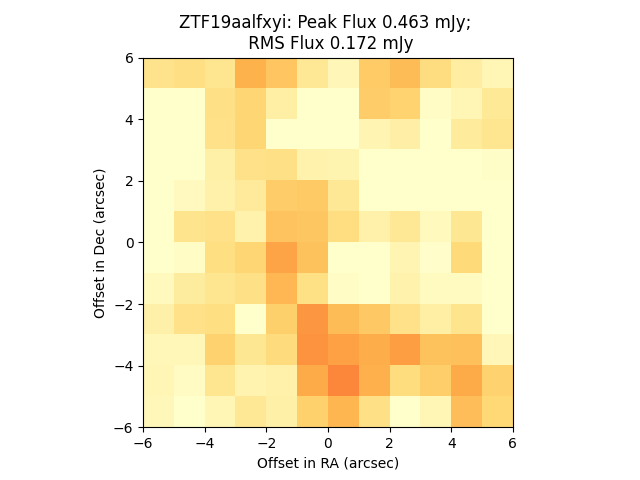 ZTF19aalfxyi: Peak Flux 0.463 mJy;
RMS Flux 0.172 mJy
6
4
2
0
−2
−4
−6
Offset in Dec (arcsec)
−6 −4 −2 0 2 4 6
Offset in RA (arcsec)